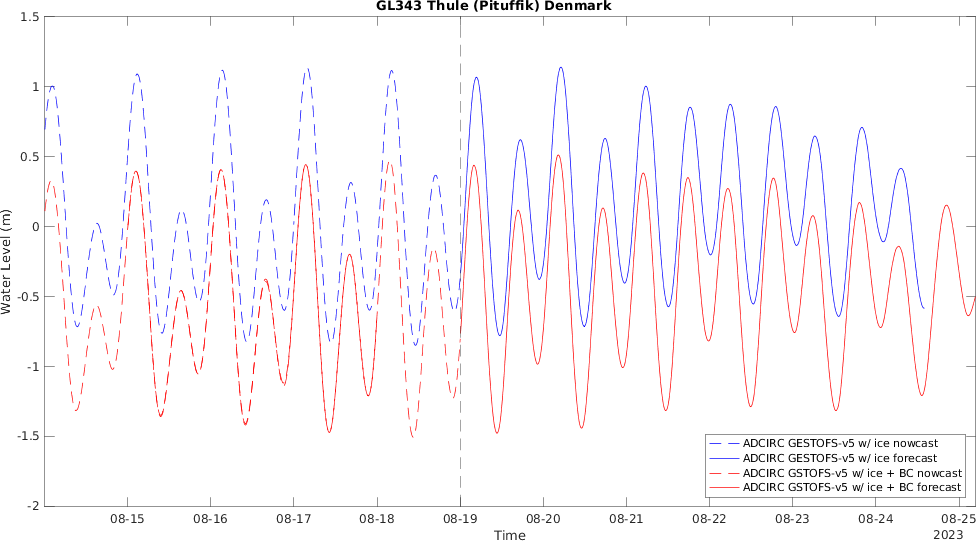 GL343 Thule (Pituffik) Denmark
1.5
1
0.5
0
-0.5
-1
-1.5
-2
Water Level (m)
ADCIRC GESTOFS-v5 w/ ice nowcast
ADCIRC GESTOFS-v5 w/ ice forecast
ADCIRC GSTOFS-v5 w/ ice + BC nowcast
ADCIRC GSTOFS-v5 w/ ice + BC forecast
08-15 08-16 08-17 08-18 08-19 08-20 08-21 08-22 08-23 08-24 08-25
Time
2023